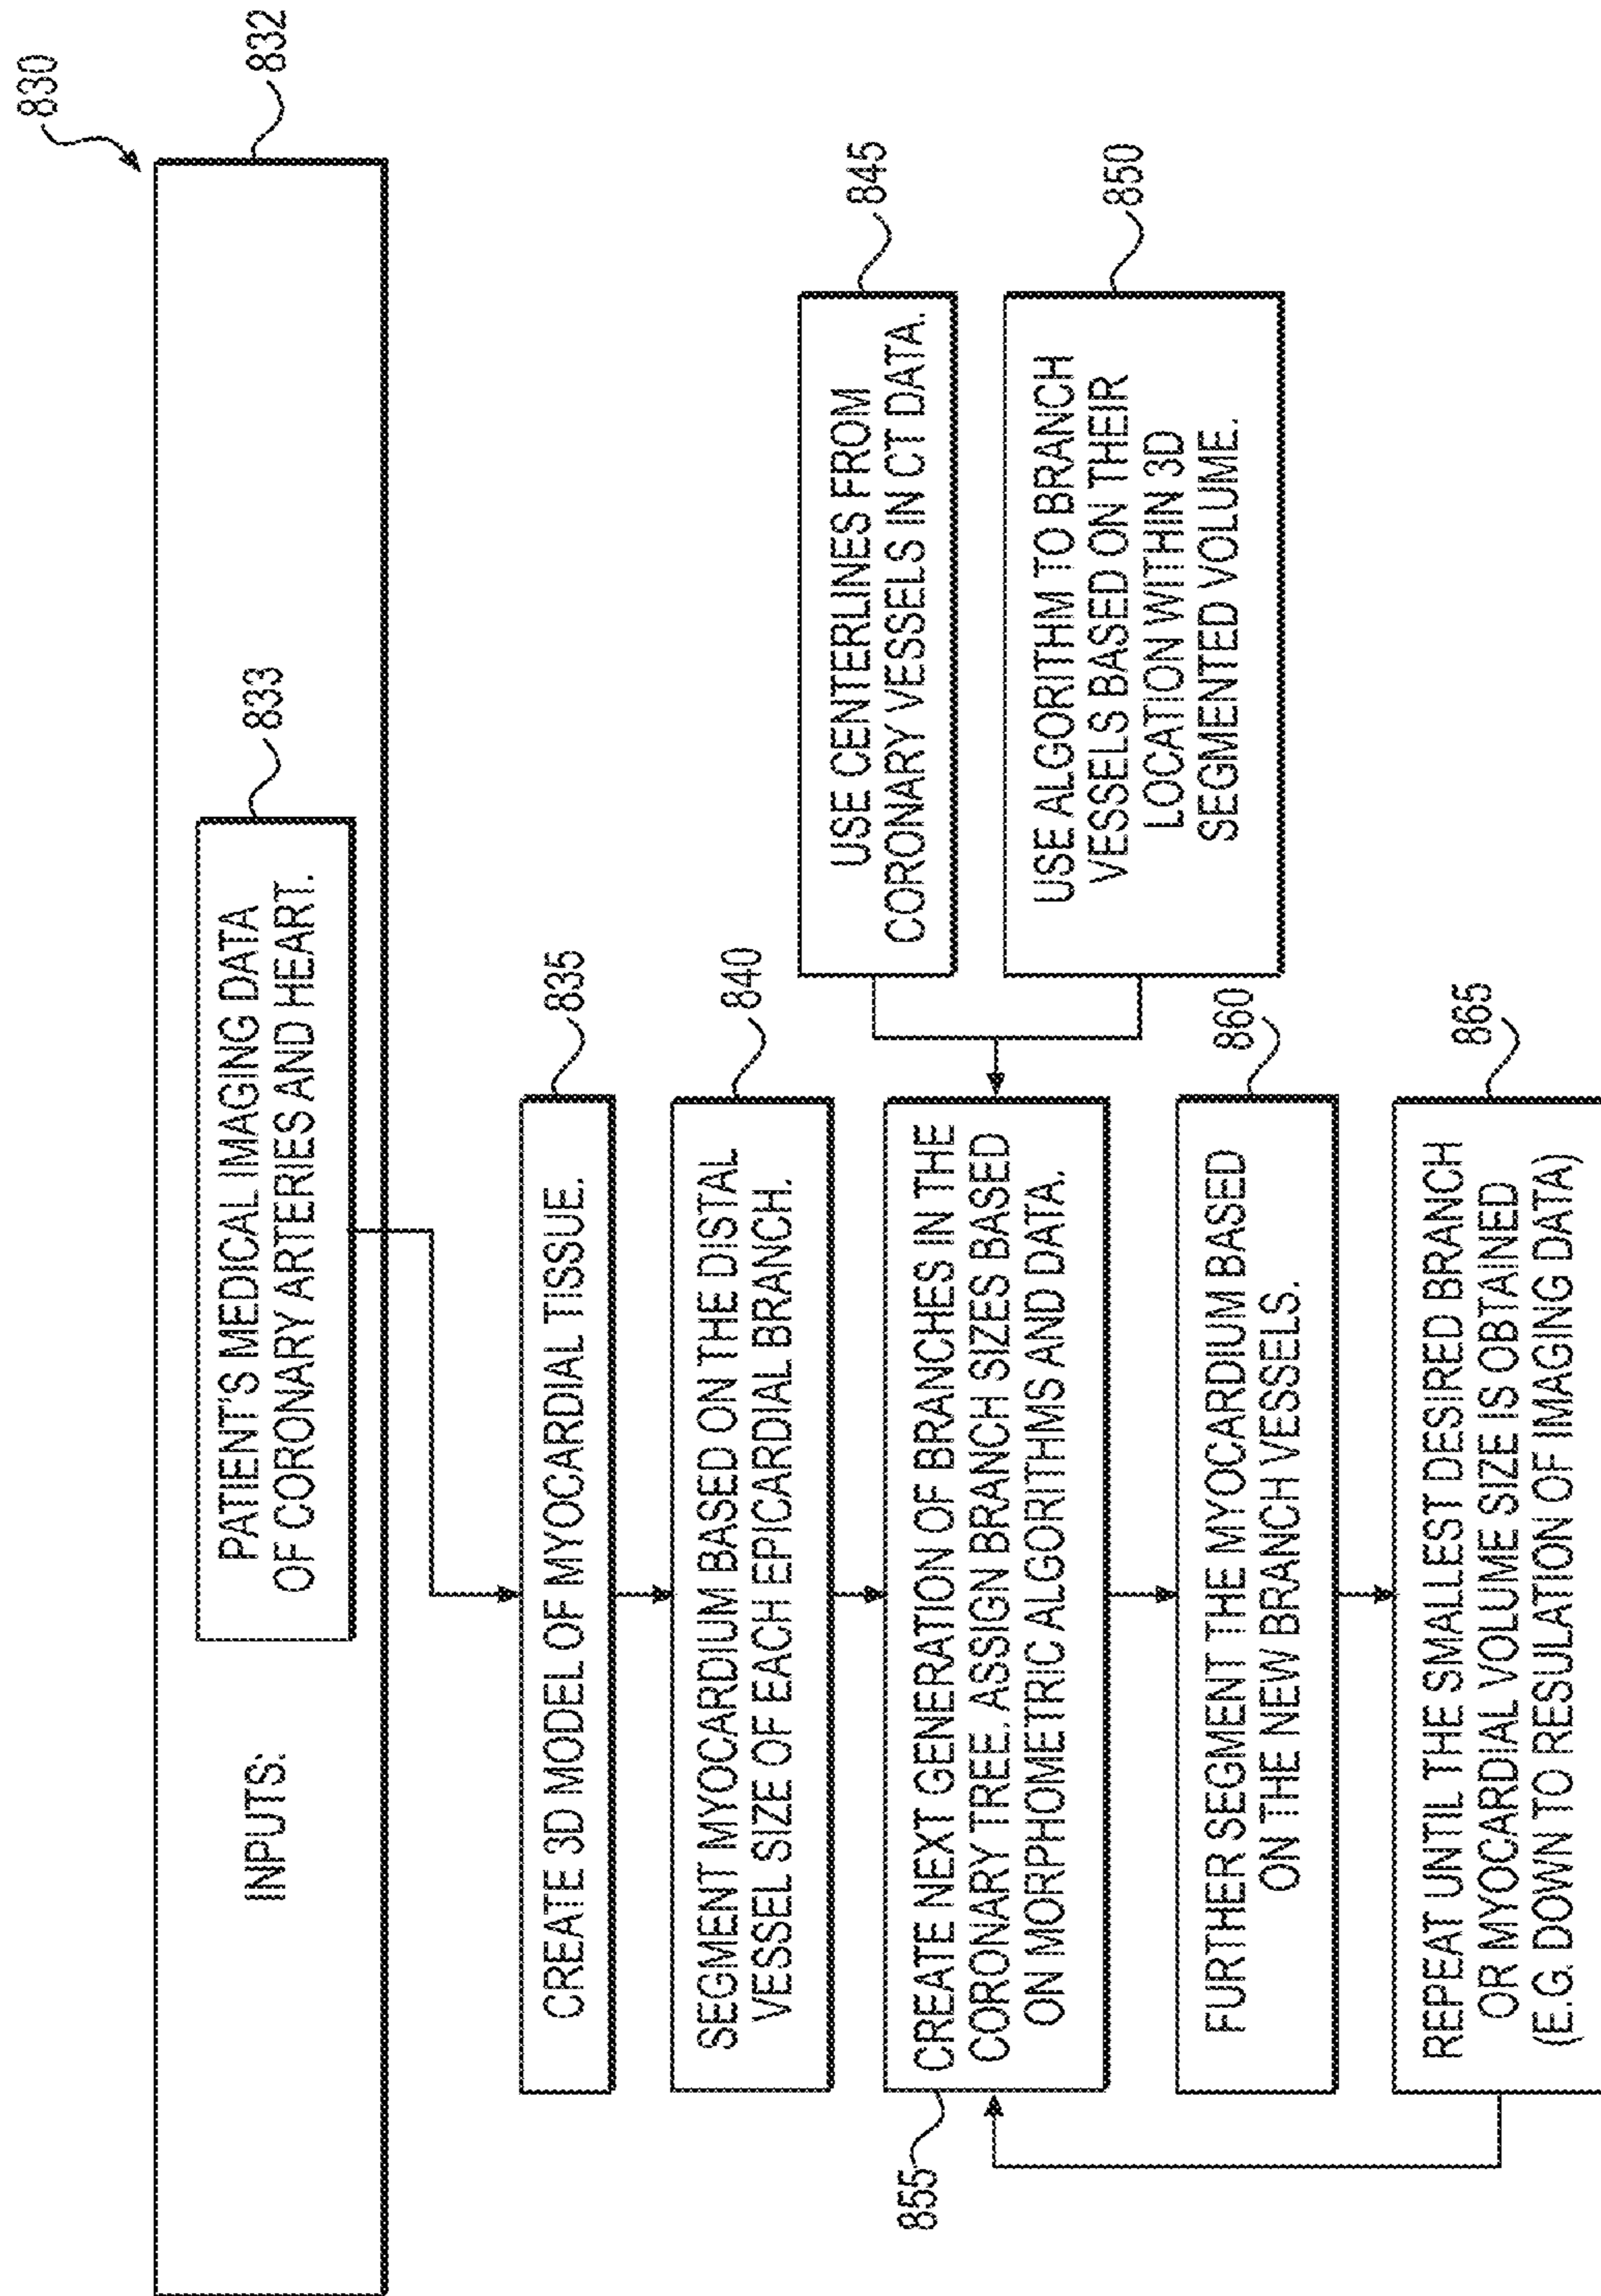 830
832
INPUTS:
833
PATIENT'S MEDICAL IMAGING DATA
OF CORONARY ARTERIES AND HEART.
835
CREATE 3D MODEL OF MYOCARDIAL TISSUE.
840
SEGMENT MYOCARDIUM BASED ON THE DISTAL
VESSEL SIZE OF EACH EPICARDIAL BRANCH.
845
USE CENTERLINES FROM
CORONARY VESSELS IN CT DATA.
850
USE ALGORITHM TO BRANCH
VESSELS BASED ON THEIR
LOCATION WITHIN 3D
SEGMENTED VOLUME.
855
CREATE NEXT GENERATION OF BRANCHES IN THE
CORONARY TREE. ASSIGN BRANCH SIZES BASED
ON MORPHOMETRIC ALGORITHMS AND DATA.
860
FURTHER SEGMENT THE MYOCARDIUM BASED
ON THE NEW BRANCH VESSELS.
865
REPEAT UNTIL THE SMALLEST DESIRED BRANCH
OR MYOCARDIAL VOLUME SIZE IS OBTAINED
(E.G. DOWN TO RESULATION OF IMAGING DATA)